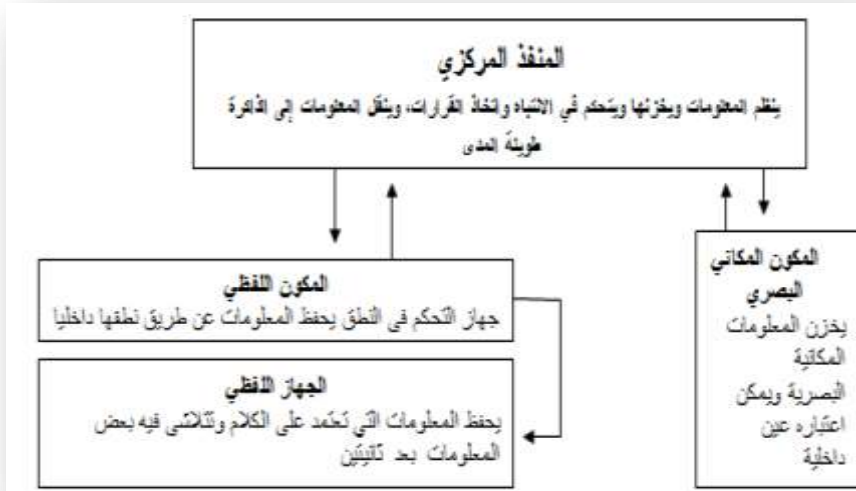 المنفذ المركزي
ينظم المعلومات ويخزنها ويتحكم في الانتباه واتخاذ القرارات، وينقل المعلومات إلى الذاكرة
طويلة المدى
المكون اللفظي
جهاز التحكم فى النطق يحفظ المعلومات عن طريق نطقها داخليا
الجهاز اللفظي
يحفظ المعلومات التي تعتمد على الكلام وتتلاشى فيه بعض
المعلومات بعد ثانيتين
المكون المكاني
البصري
يخزن المعلومات
المكانية
البصرية ويمكن
اعتباره عين
داخلية